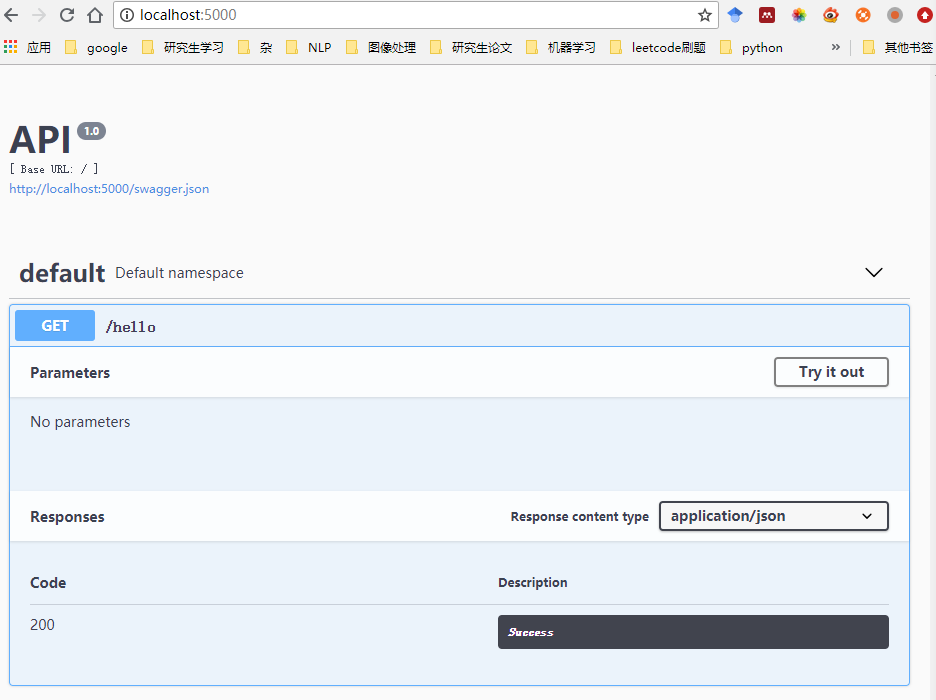 localhost:5000
应用 google 研究生学习 杂 NLP 图像处理 研究生论文 机器学习 leetcode刷题 python » 其他书签
API 1.0
[ Base URL: / ]
http://localhost:5000/swagger.json
default Default namespace
GET /hello
Parameters Try it out
No parameters
Responses Response content type application/json
Code Description
200 Success